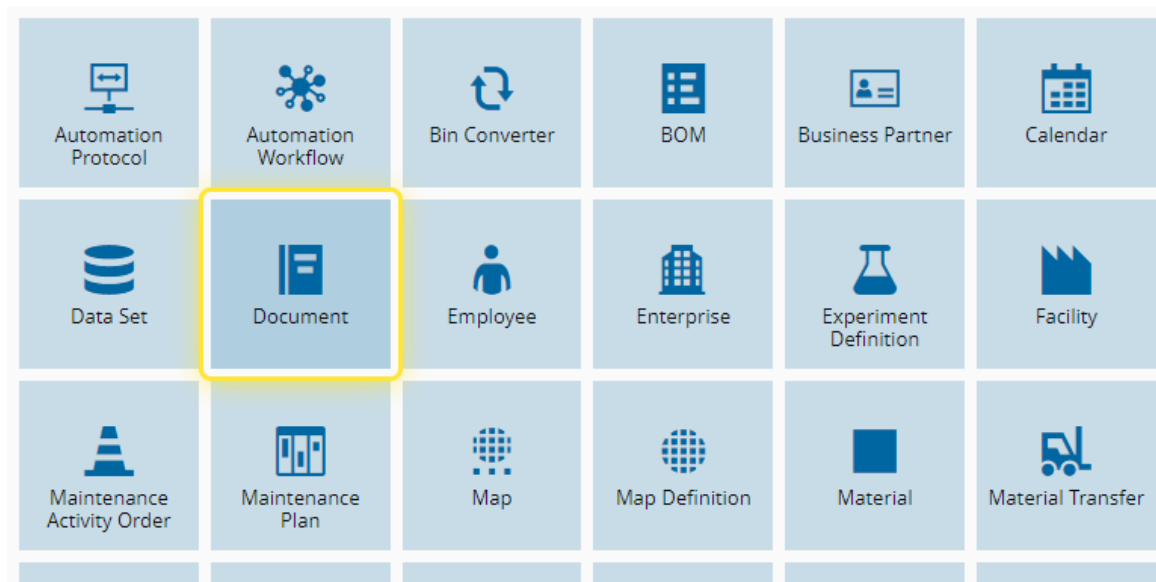 Automation
Protocol
Automation
Workflow
Bin Converter
BOM
Business Partner
Calendar
Data Set
Document
Employee
Enterprise
Experiment
Definition
Facility
Maintenance
Activity Order
Maintenance
Plan
Map
Map Definition
Material
Material Transfer